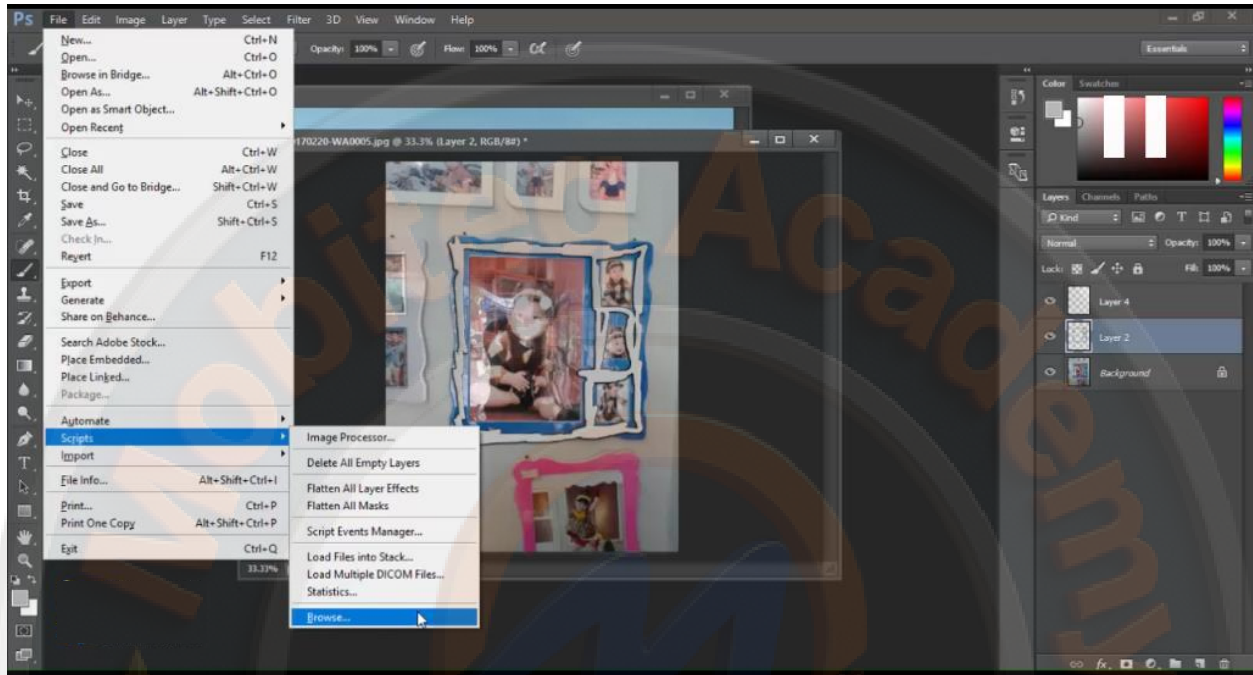 Ps File Edit Image Layer Type Select Filter 3D View Window Help
Opacity: 100% Flow: 100% Essentials
New... Ctrl+N
Open... Ctrl+O
Browse in Bridge... Alt+Ctrl+O
Open As... Alt+Shift+Ctrl+O
Open as Smart Object...
Open Recent
Close Ctrl+W
Close All Alt+Ctrl+W
Close and Go to Bridge... Shift+Ctrl+W
Save Ctrl+S
Save As... Shift+Ctrl+S
Check In...
Revert F12
Export
Generate
Share on Behance...
Search Adobe Stock...
Place Embedded...
Place Linked...
Package...
Automate
Scripts
Import
File Info... Alt+Shift+Ctrl+I
Print... Ctrl+P
Print One Copy Alt+Shift+Ctrl+P
Exit Ctrl+Q
Image Processor...
Delete All Empty Layers
Flatten All Layer Effects
Flatten All Masks
Script Events Manager...
Load Files into Stack...
Load Multiple DICOM Files...
Statistics...
Browse...
170220-WA0005.jpg @ 33.3% (Layer 2, RGB/8#) *
33.33%
Color Swatches
Layers Channels Paths
Kind
Normal Opacity: 100%
Lock: Fill: 100%
Layer 4
Layer 2
Background
fx
Mobited Academy